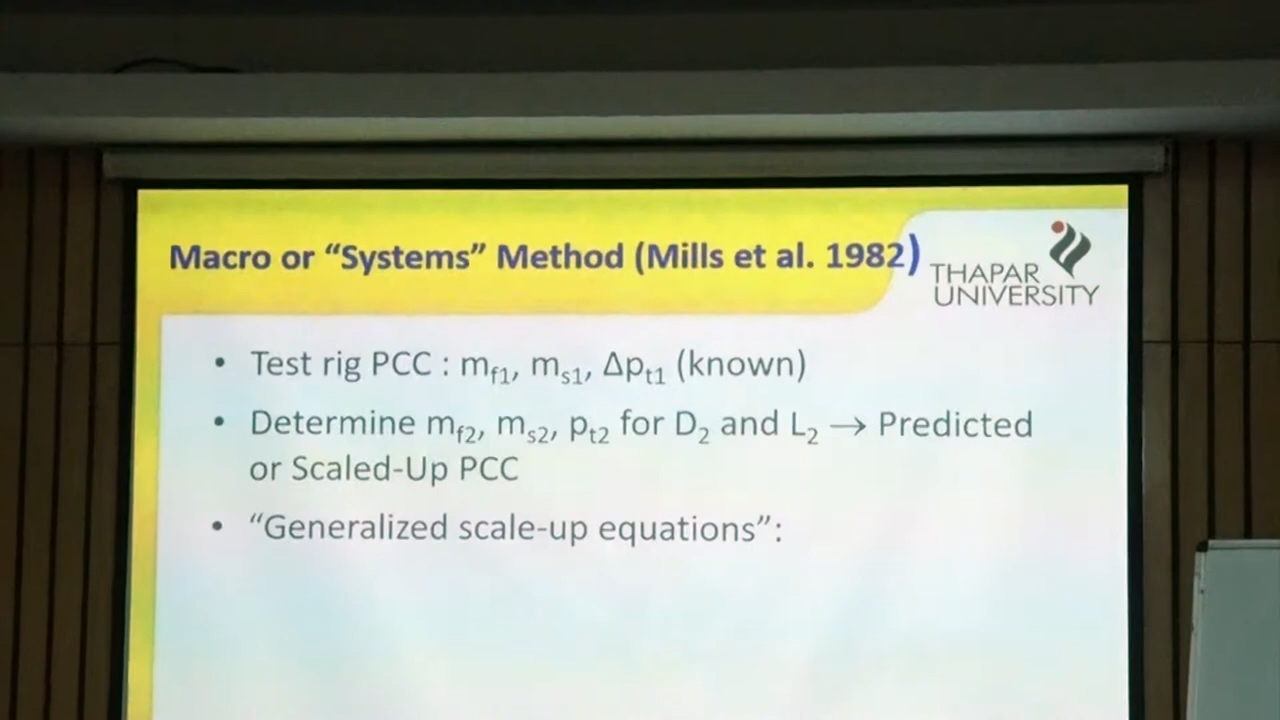 Macro or “Systems” Method (Mills et al. 1982)
THAPAR
UNIVERSITY
• Test rig PCC : mf1, ms1, Δpt1 (known)
• Determine mf2, ms2, pt2 for D2 and L2 → Predicted
or Scaled-Up PCC
• “Generalized scale-up equations”: